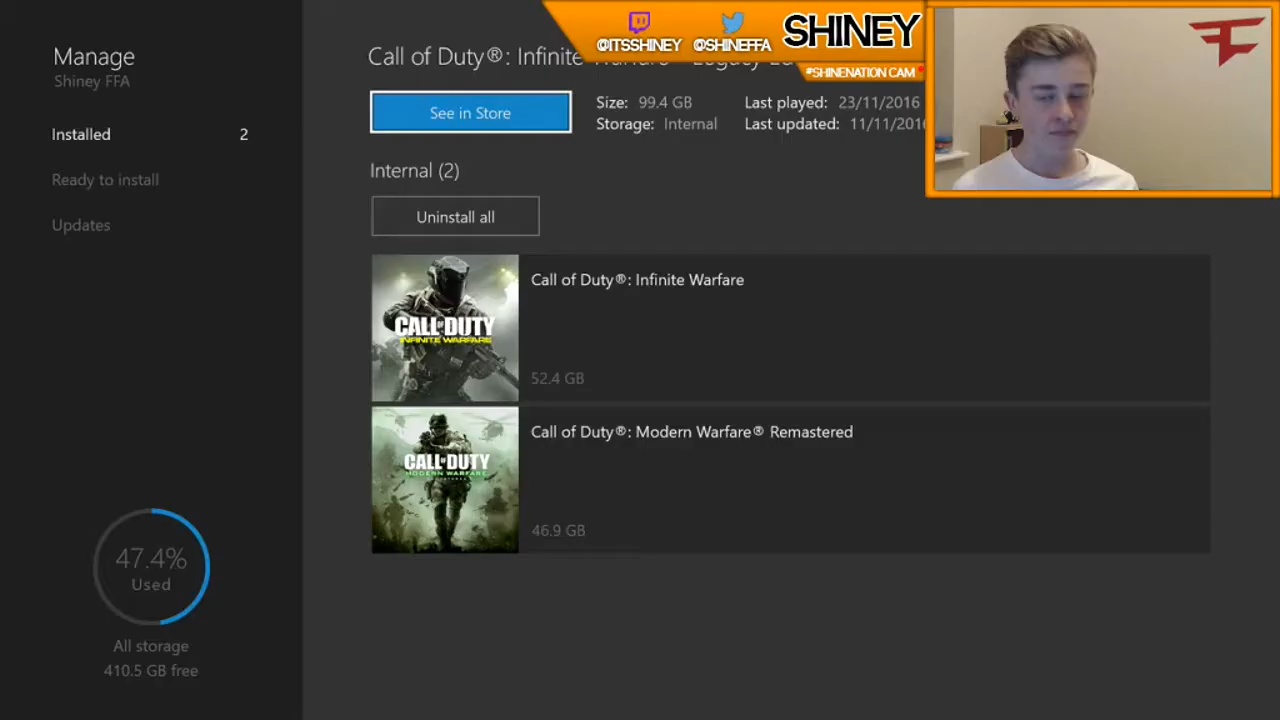 Manage
Shiney FFA
Installed 2
Ready to install
Updates
47.4%
Used
All storage
410.5 GB free
Call of Duty®: Infinite
See in Store
Size: 99.4 GB
Storage: Internal
Last played: 23/11/2016
Last updated: 11/11/2016
Internal (2)
Uninstall all
CALL OF DUTY
INFINITE WARFARE
Call of Duty®: Infinite Warfare
52.4 GB
CALL OF DUTY
MODERN WARFARE
REMASTERED
Call of Duty®: Modern Warfare® Remastered
46.9 GB
@ITSSHINEY
@SHINEFFA
SHINEY
#SHINENATION CAM